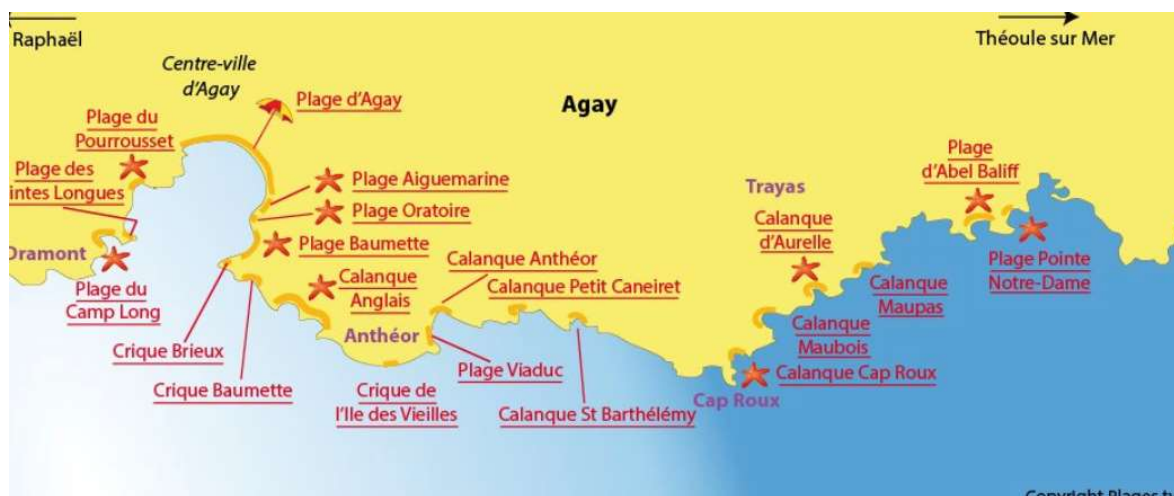 Raphaël
Théoule sur Mer
Centre-ville
d'Agay
Plage d'Agay
Agay
Plage du
Pourrousset
Plage des
intes Longues
Plage Aiguemarine
Plage Oratoire
Plage Baumette
Dramont
Plage du
Camp Long
Calanque
Anglais
Calanque Anthéor
Calanque Petit Caneiret
Anthéor
Crique Brieux
Crique Baumette
Crique de
l'Ile des Vieilles
Plage Viaduc
Calanque St Barthélémy
Trayas
Calanque
d'Aurelle
Plage
d'Abel Baliff
Plage Pointe
Notre-Dame
Calanque
Maupas
Calanque
Maubois
Calanque Cap Roux
Cap Roux
Copyright Plages